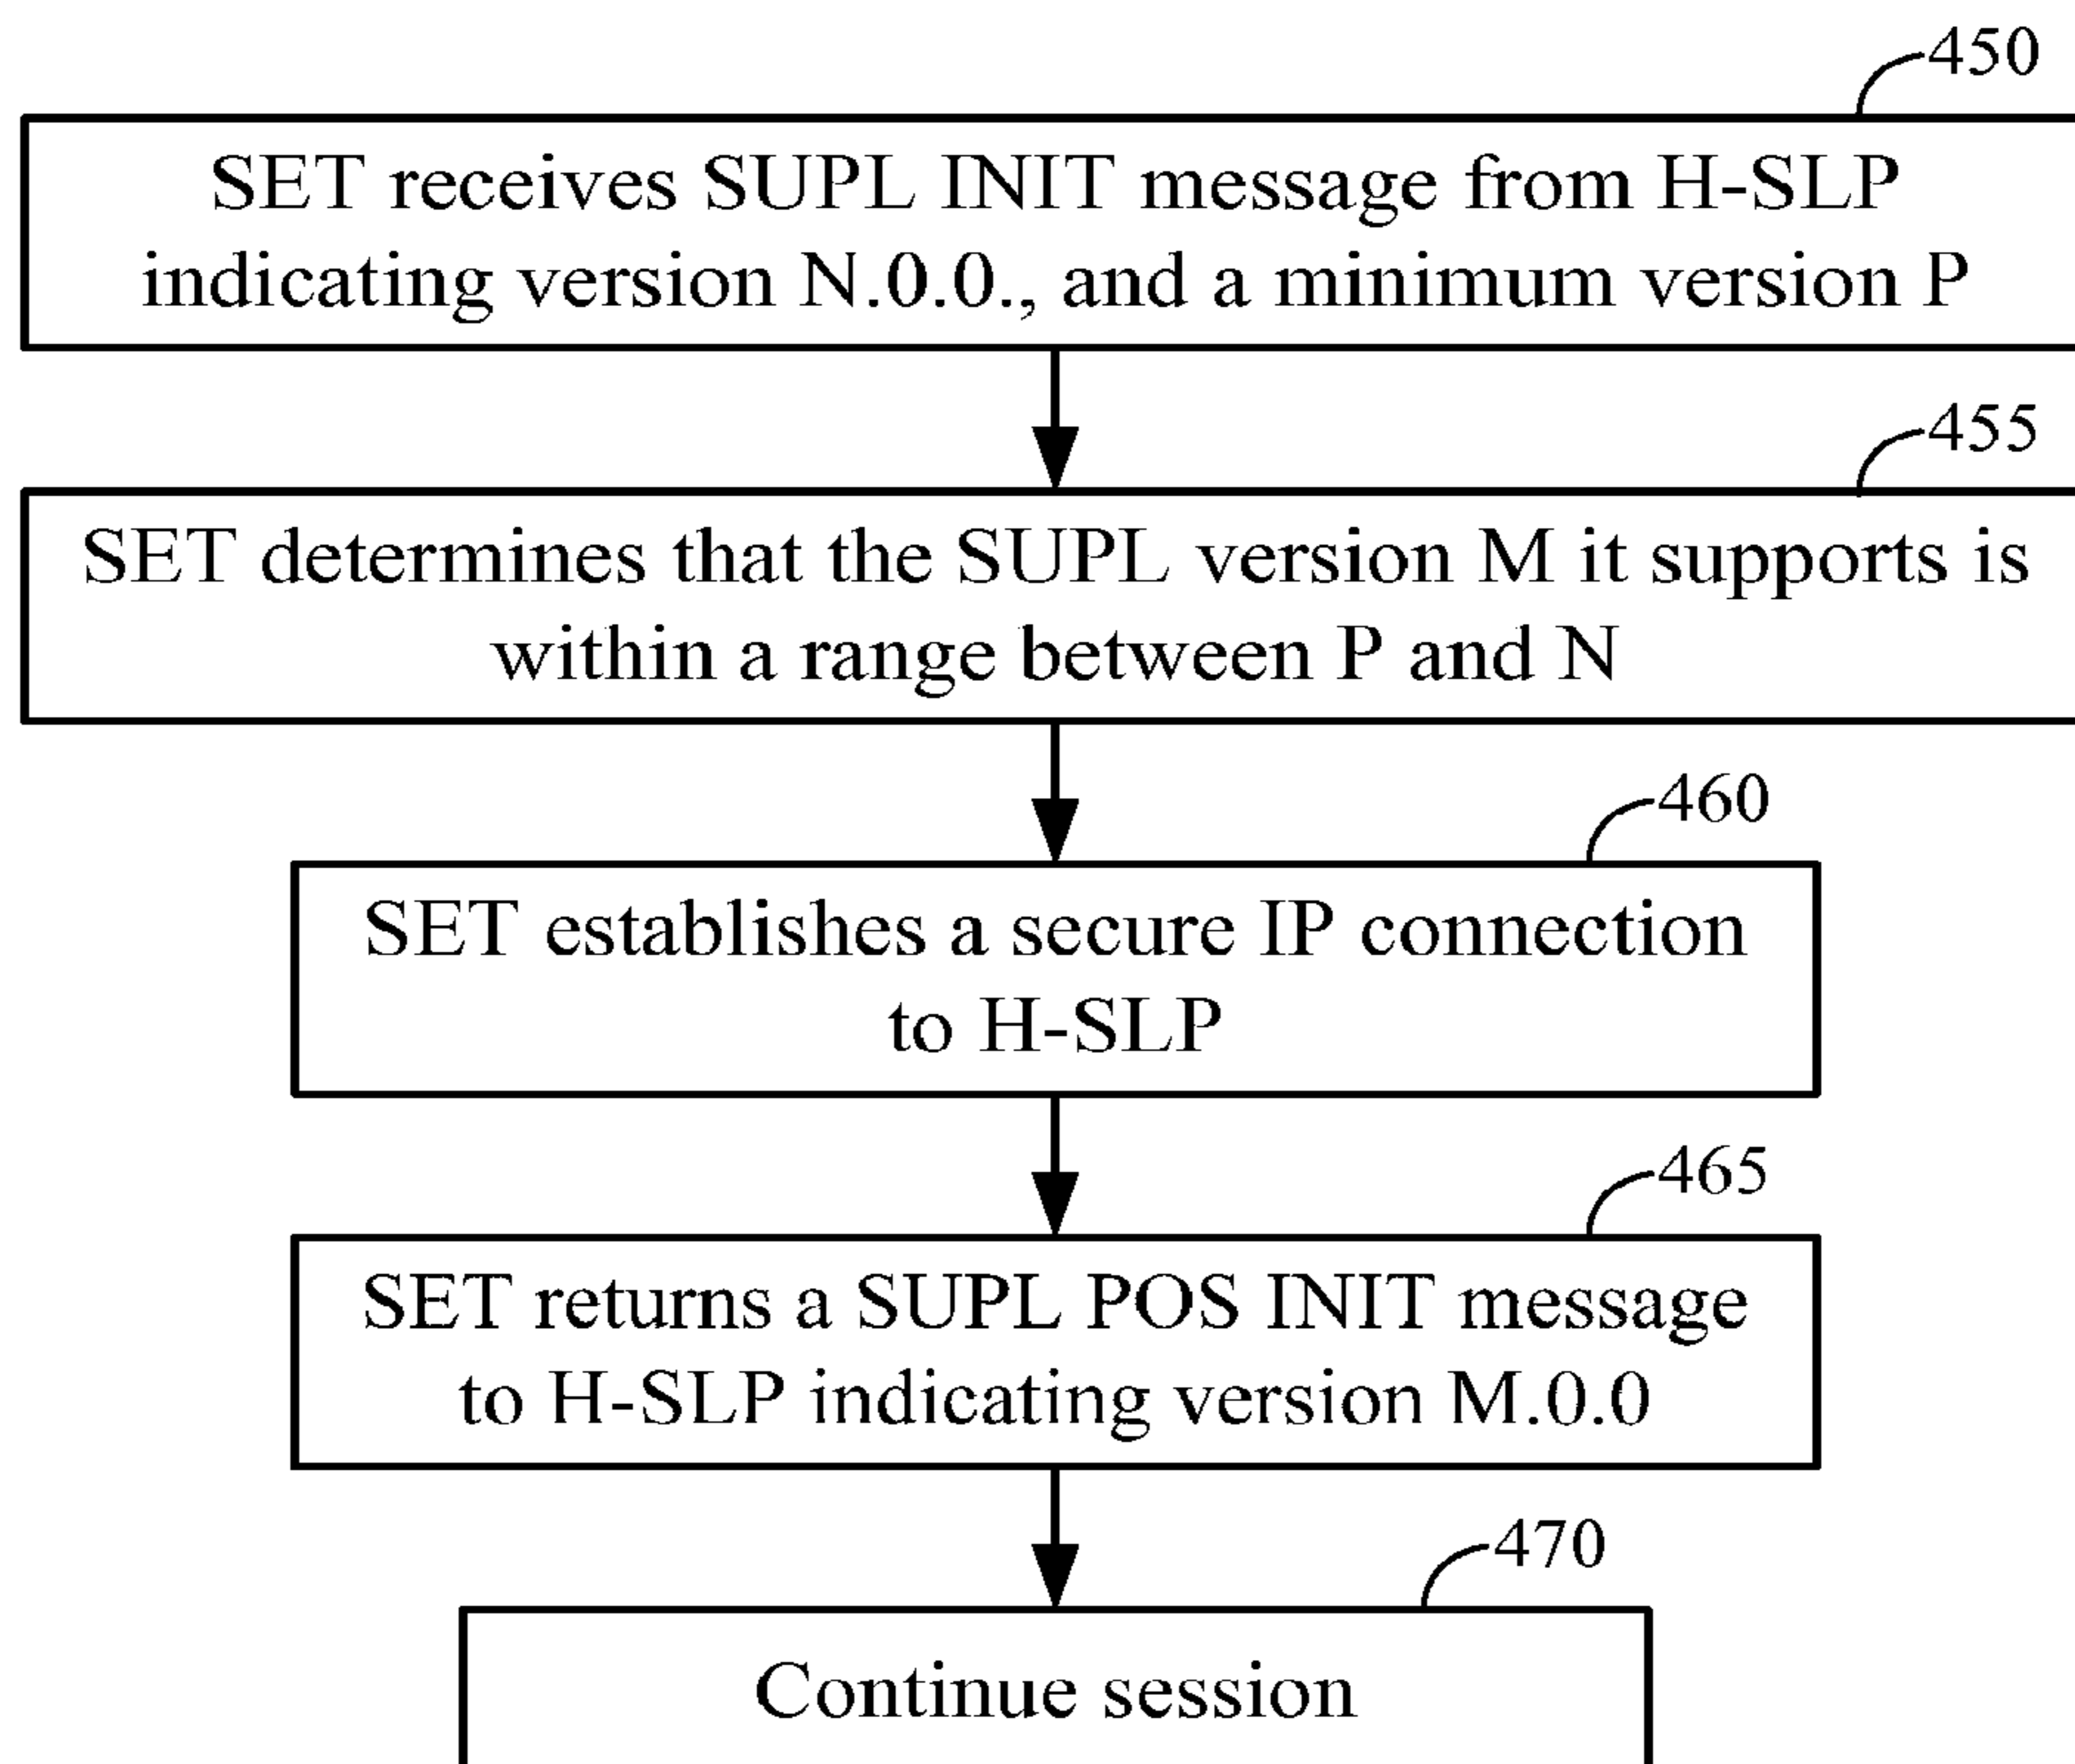 450
SET receives SUPL INIT message from H-SLP
indicating version N.0.0., and a minimum version P
455
SET determines that the SUPL version M it supports is
within a range between P and N
460
SET establishes a secure IP connection
to H-SLP
465
SET returns a SUPL POS INIT message
to H-SLP indicating version M.0.0
470
Continue session